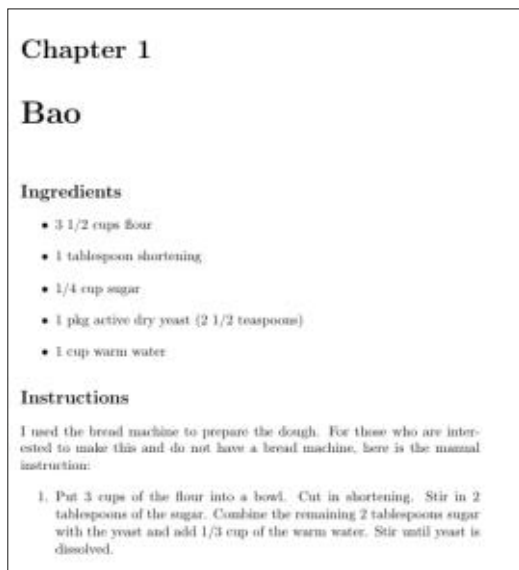 Chapter 1
Bao
Ingredients
• 3 1/2 cups flour
• 1 tablespoon shortening
• 1/4 cup sugar
• 1 pkg active dry yeast (2 1/2 teaspoons)
• 1 cup warm water
Instructions
I used the bread machine to prepare the dough. For those who are inter-
ested to make this and do not have a bread machine, here is the manual
instruction:
1. Put 3 cups of the flour into a bowl. Cut in shortening. Stir in 2
tablespoons of the sugar. Combine the remaining 2 tablespoons sugar
with the yeast and add 1/3 cup of the warm water. Stir until yeast is
dissolved.